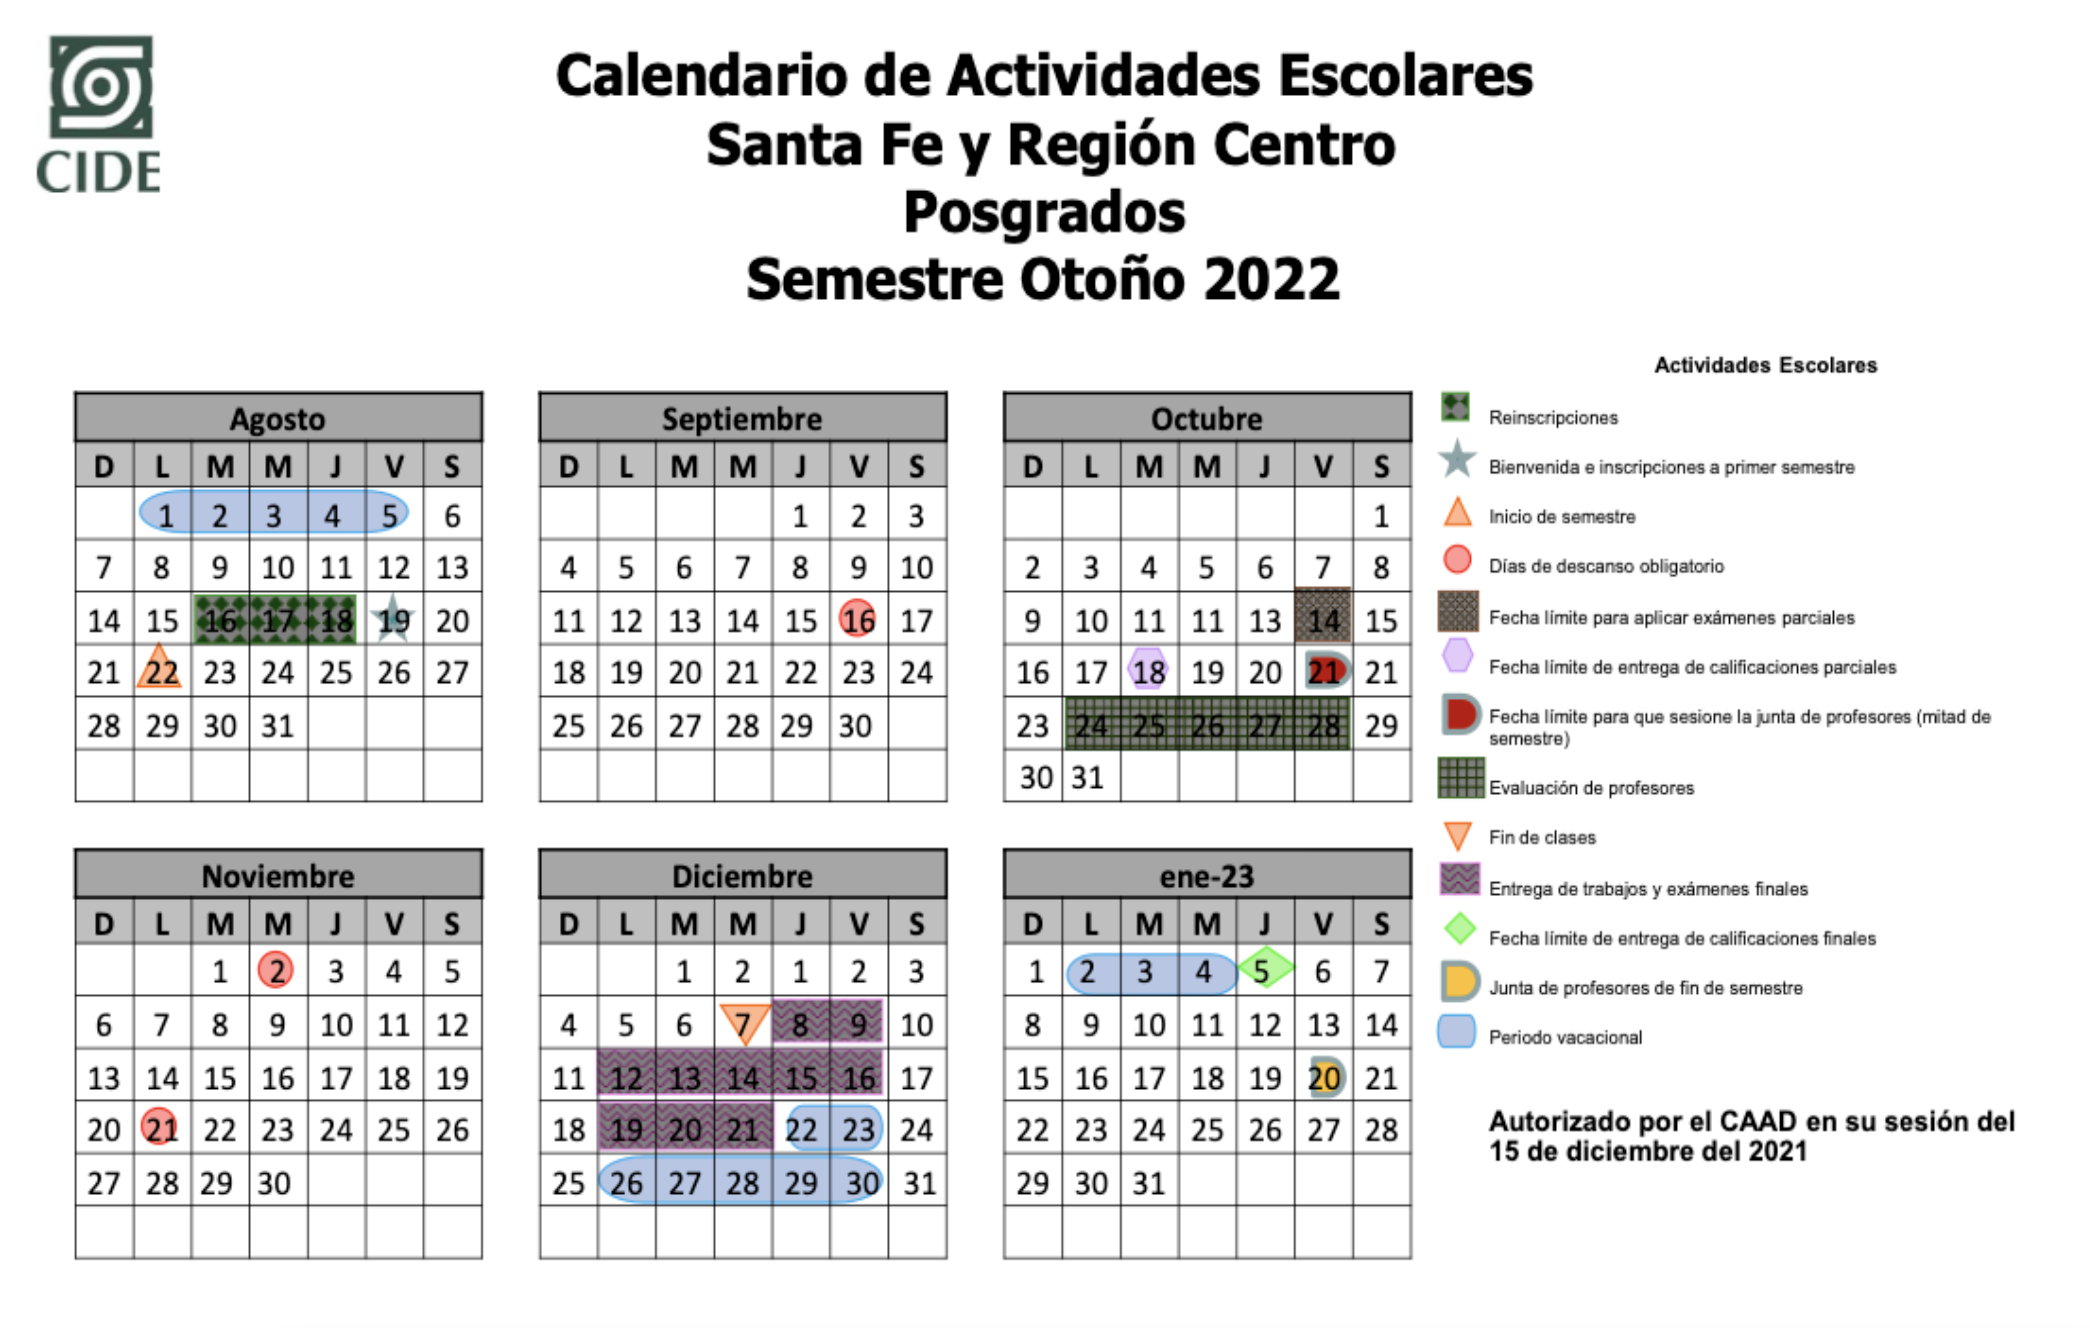 CIDE
Calendario de Actividades Escolares
Santa Fe y Región Centro
Posgrados
Semestre Otoño 2022
Agosto
D L M M J V S
1 2 3 4 5 6
7 8 9 10 11 12 13
14 15 16 17 18 19 20
21 22 23 24 25 26 27
28 29 30 31
Septiembre
D L M M J V S
1 2 3
4 5 6 7 8 9 10
11 12 13 14 15 16 17
18 19 20 21 22 23 24
25 26 27 28 29 30
Octubre
D L M M J V S
1
2 3 4 5 6 7 8
9 10 11 11 13 14 15
16 17 18 19 20 21 21
23 24 25 26 27 28 29
30 31
Noviembre
D L M M J V S
1 2 3 4 5
6 7 8 9 10 11 12
13 14 15 16 17 18 19
20 21 22 23 24 25 26
27 28 29 30
Diciembre
D L M M J V S
1 2 1 2 3
4 5 6 7 8 9 10
11 12 13 14 15 16 17
18 19 20 21 22 23 24
25 26 27 28 29 30 31
ene-23
D L M M J V S
1 2 3 4 5 6 7
8 9 10 11 12 13 14
15 16 17 18 19 20 21
22 23 24 25 26 27 28
29 30 31
Actividades Escolares
Reinscripciones
Bienvenida e inscripciones a primer semestre
Inicio de semestre
Días de descanso obligatorio
Fecha límite para aplicar exámenes parciales
Fecha límite de entrega de calificaciones parciales
Fecha límite para que sesione la junta de profesores (mitad de
semestre)
Evaluación de profesores
Fin de clases
Entrega de trabajos y exámenes finales
Fecha límite de entrega de calificaciones finales
Junta de profesores de fin de semestre
Periodo vacacional
Autorizado por el CAAD en su sesión del
15 de diciembre del 2021